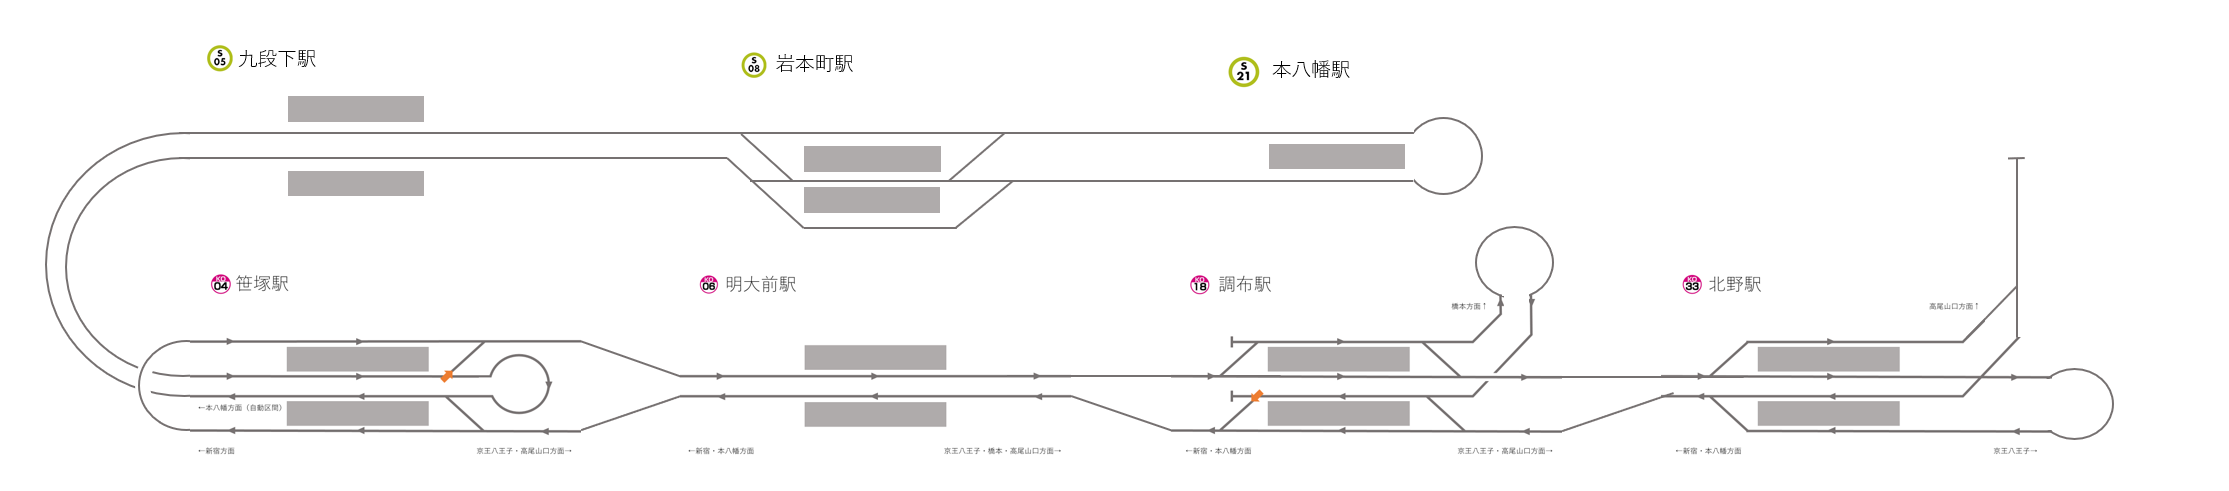 S
05
九段下駅
S
08
岩本町駅
S
21
本八幡駅
KO
04
笹塚駅
KO
06
明大前駅
KO
18
調布駅
KO
33
北野駅
橋本方面↑
高尾山口方面↑
←本八幡方面（自動区間）
←新宿方面
京王八王子・高尾山口方面→
←新宿・本八幡方面
京王八王子・橋本・高尾山口方面→
←新宿・本八幡方面
京王八王子・高尾山口方面→
←新宿・本八幡方面
京王八王子→